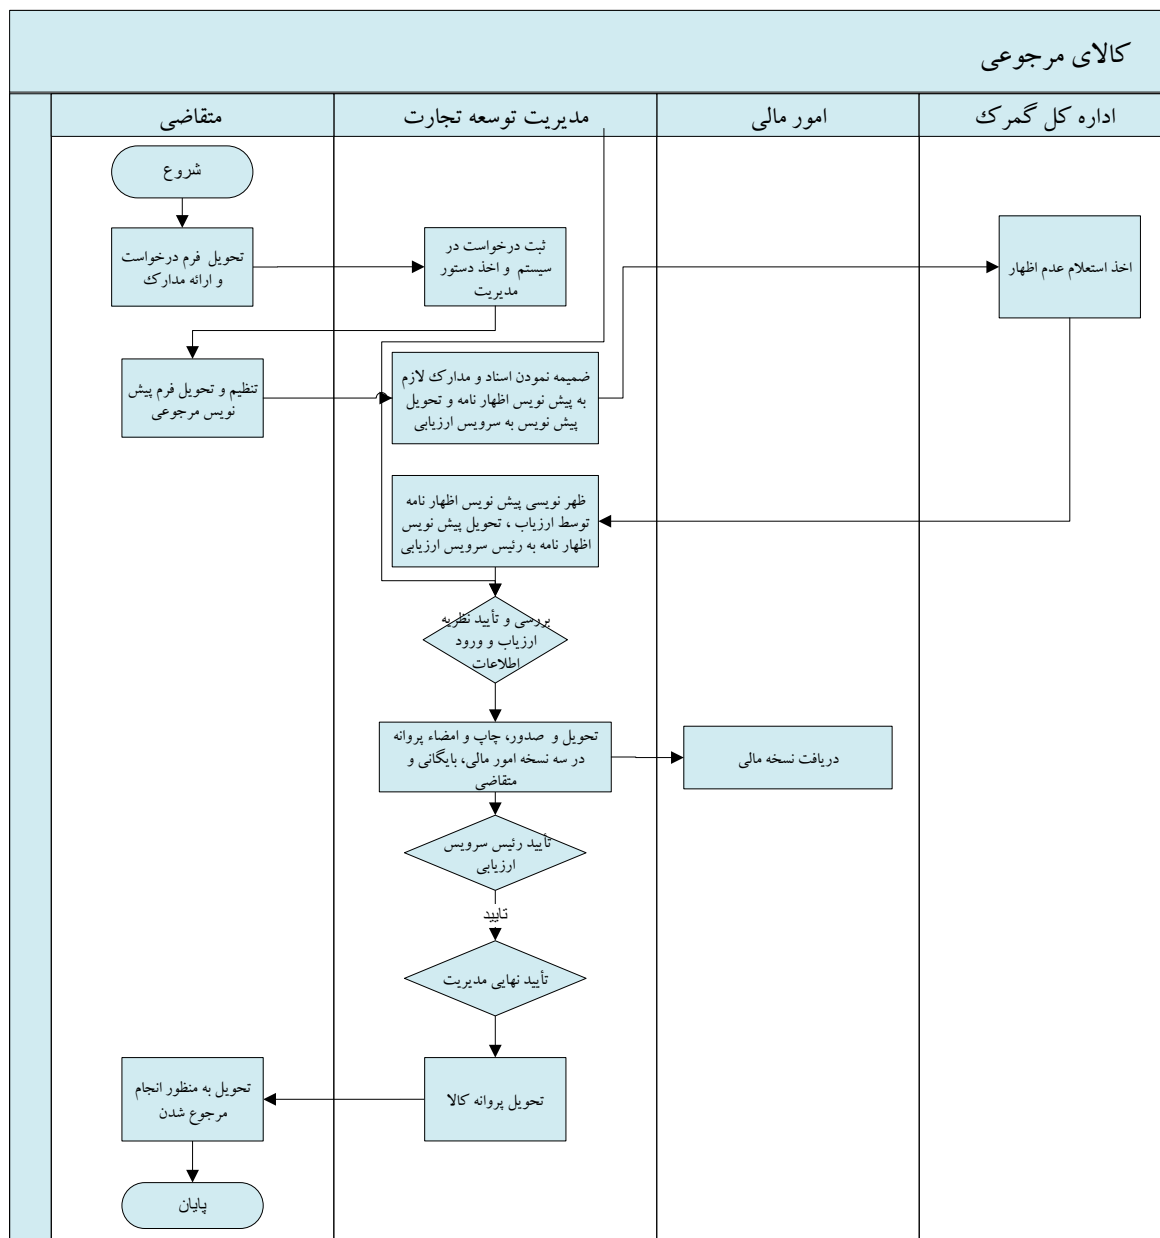 کالای مرجوعی
متقاضی
مدیریت توسعه تجارت
امور مالی
اداره کل گمرک
شروع
تحویل فرم درخواست
و ارائه مدارک
ثبت درخواست در
سیستم و اخذ دستور
مدیریت
اخذ استعلام عدم اظهار
تنظیم و تحویل فرم پیش
نویس مرجوعی
ضمیمه نمودن اسناد و مدارک لازم
به پیش نویس اظهار نامه و تحویل
پیش نویس به سرویس ارزیابی
ظهر نویسی پیش نویس اظهار نامه
توسط ارزیاب ، تحویل پیش نویس
اظهار نامه به رئیس سرویس ارزیابی
بررسی و تأیید نظریه
ارزیاب و ورود
اطلاعات
تحویل و صدور، چاپ و امضاء پروانه
در سه نسخه امور مالی، بایگانی و
متقاضی
دریافت نسخه مالی
تأیید رئیس سرویس
ارزیابی
تایید
تأیید نهایی مدیریت
تحویل پروانه کالا
تحویل به منظور انجام
مرجوع شدن
پایان